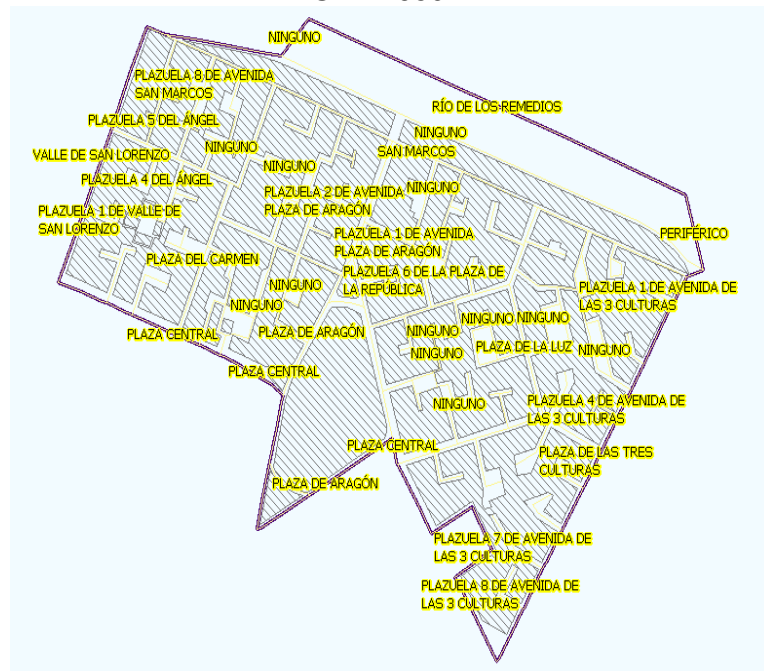 NINGUNO
PLAZUELA 8 DE AVENIDA
SAN MARCOS
RÍO DE LOS REMEDIOS
PLAZUELA 5 DEL ÁNGEL
NINGUNO
SAN MARCOS
NINGUNO
VALLE DE SAN LORENZO
NINGUNO
PLAZUELA 4 DEL ÁNGEL
PLAZUELA 2 DE AVENIDA
PLAZA DE ARAGÓN
NINGUNO
PLAZUELA 1 DE VALLE DE
SAN LORENZO
PLAZUELA 1 DE AVENIDA
PLAZA DE ARAGÓN
PERIFÉRICO
PLAZA DEL CARMEN
PLAZUELA 6 DE LA PLAZA DE
LA REPÚBLICA
NINGUNO
PLAZUELA 1 DE AVENIDA DE
LAS 3 CULTURAS
NINGUNO
NINGUNO
NINGUNO
PLAZA CENTRAL
PLAZA DE ARAGÓN
NINGUNO
PLAZA DE LA LUZ
NINGUNO
NINGUNO
PLAZA CENTRAL
NINGUNO
PLAZUELA 4 DE AVENIDA DE
LAS 3 CULTURAS
PLAZA CENTRAL
PLAZA DE LAS TRES
CULTURAS
PLAZA DE ARAGÓN
PLAZUELA 7 DE AVENIDA DE
LAS 3 CULTURAS
PLAZUELA 8 DE AVENIDA DE
LAS 3 CULTURAS